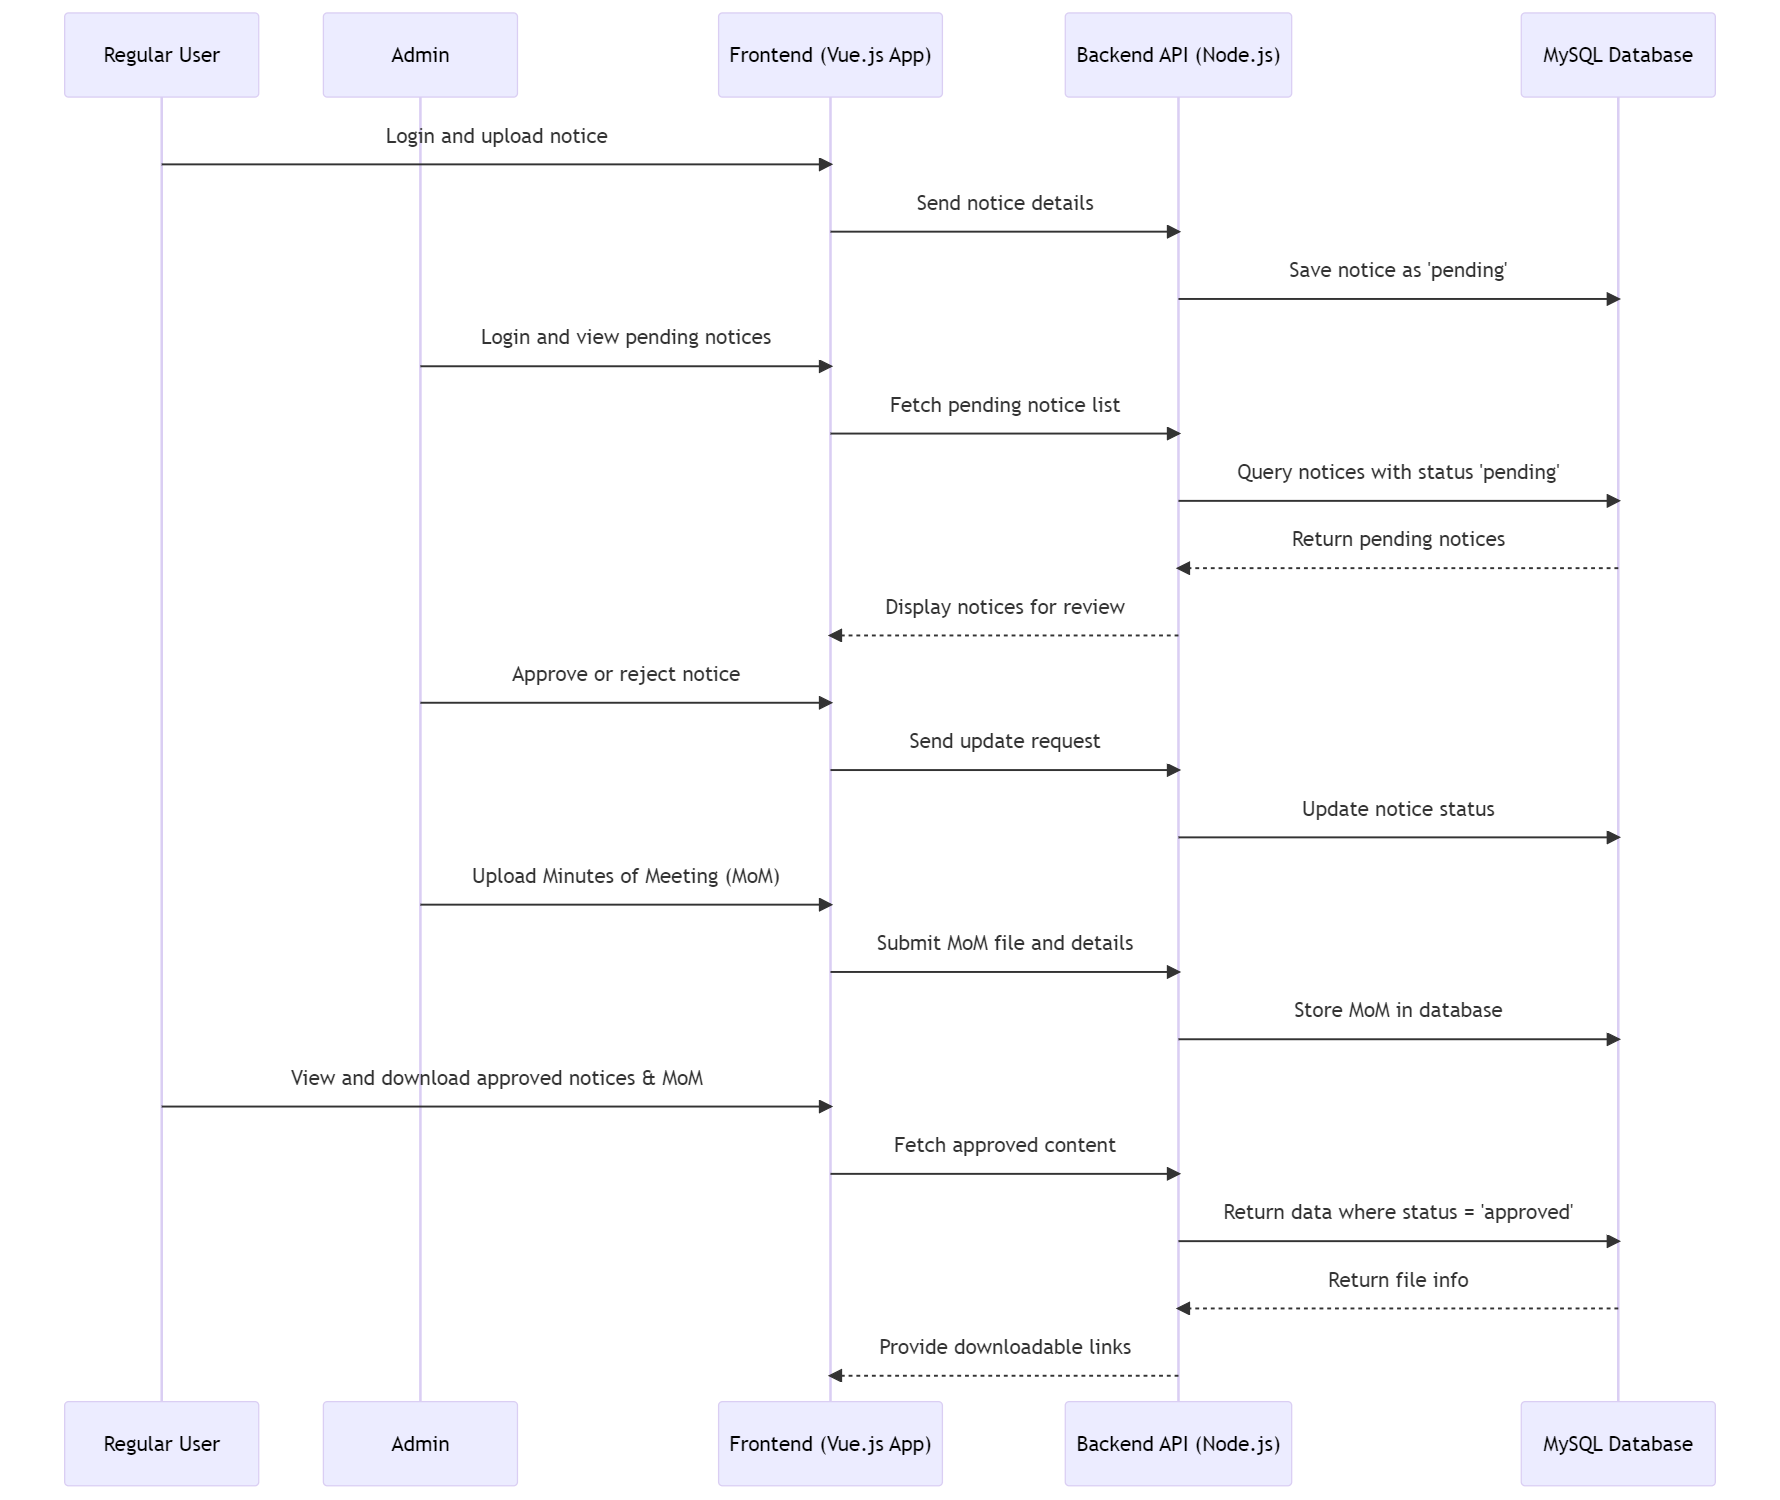 Regular User
Admin
Frontend (Vue.js App)
Backend API (Node.js)
MySQL Database
Login and upload notice
Send notice details
Save notice as 'pending'
Login and view pending notices
Fetch pending notice list
Query notices with status 'pending'
Return pending notices
Display notices for review
Approve or reject notice
Send update request
Update notice status
Upload Minutes of Meeting (MoM)
Submit MoM file and details
Store MoM in database
View and download approved notices & MoM
Fetch approved content
Return data where status = 'approved'
Return file info
Provide downloadable links
Regular User
Admin
Frontend (Vue.js App)
Backend API (Node.js)
MySQL Database